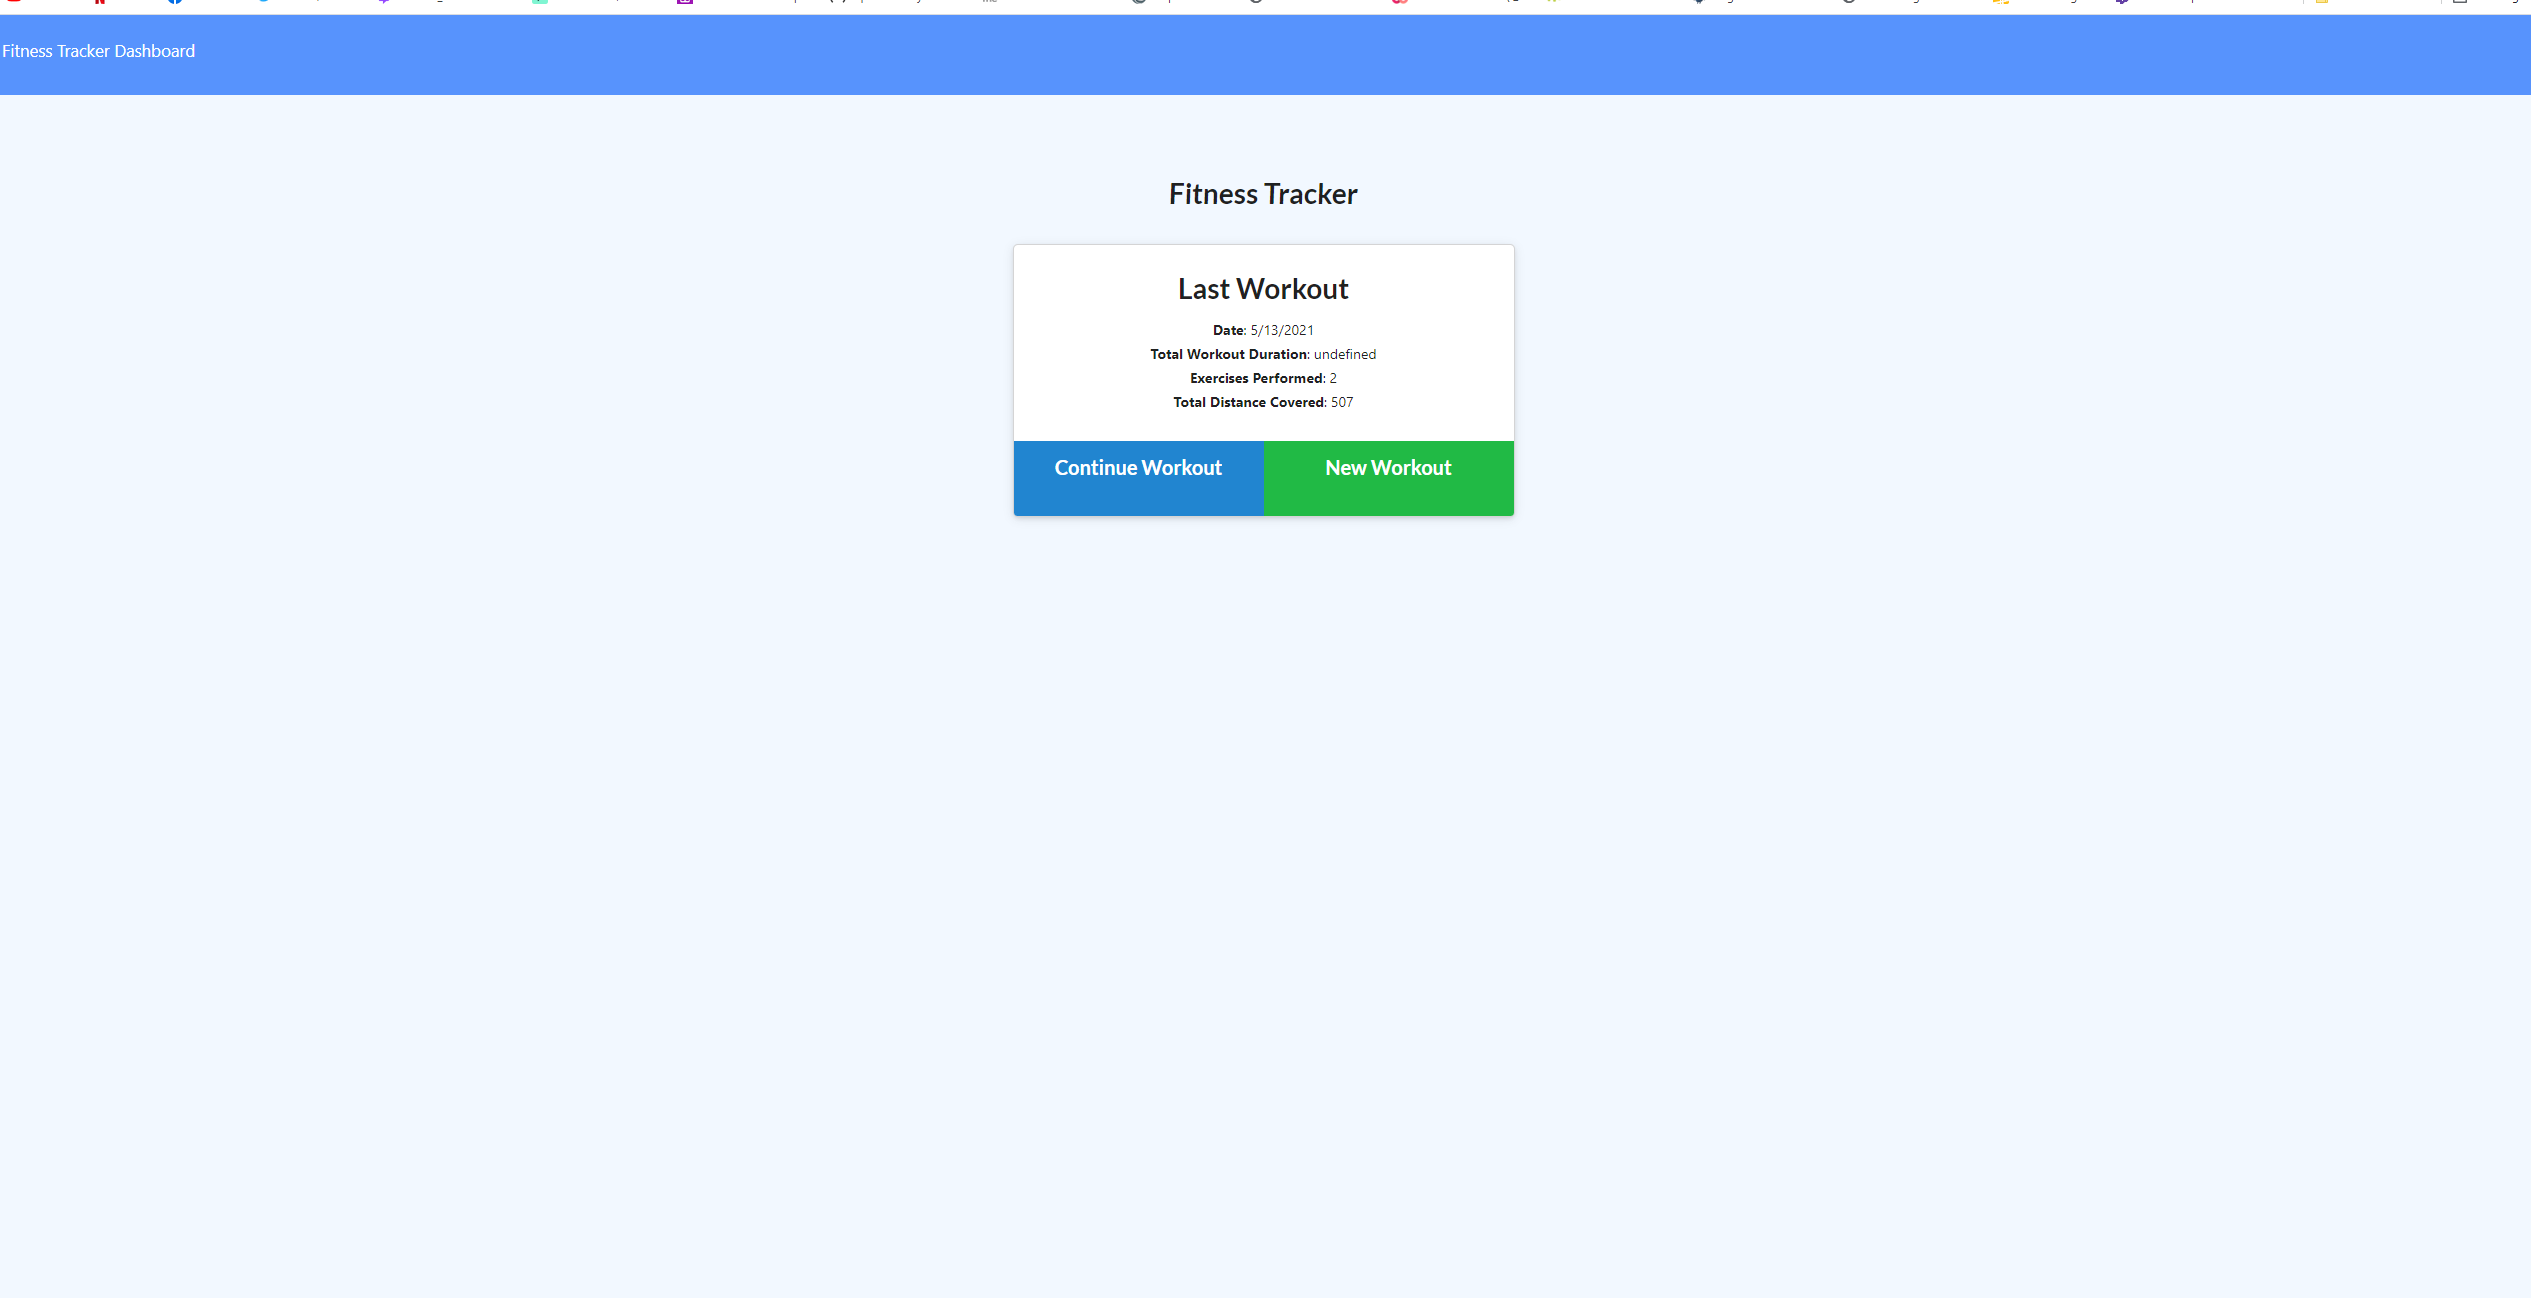 Fitness Tracker Dashboard
Fitness Tracker
Last Workout
Date: 5/13/2021
Total Workout Duration: undefined
Exercises Performed: 2
Total Distance Covered: 507
Continue Workout
New Workout